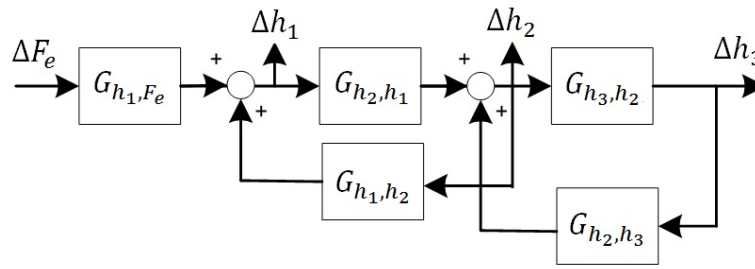 ΔFₑ
G_{h₁,Fₑ}
+
+
Δh₁
G_{h₂,h₁}
+
+
Δh₂
G_{h₃,h₂}
Δh₃
G_{h₁,h₂}
G_{h₂,h₃}